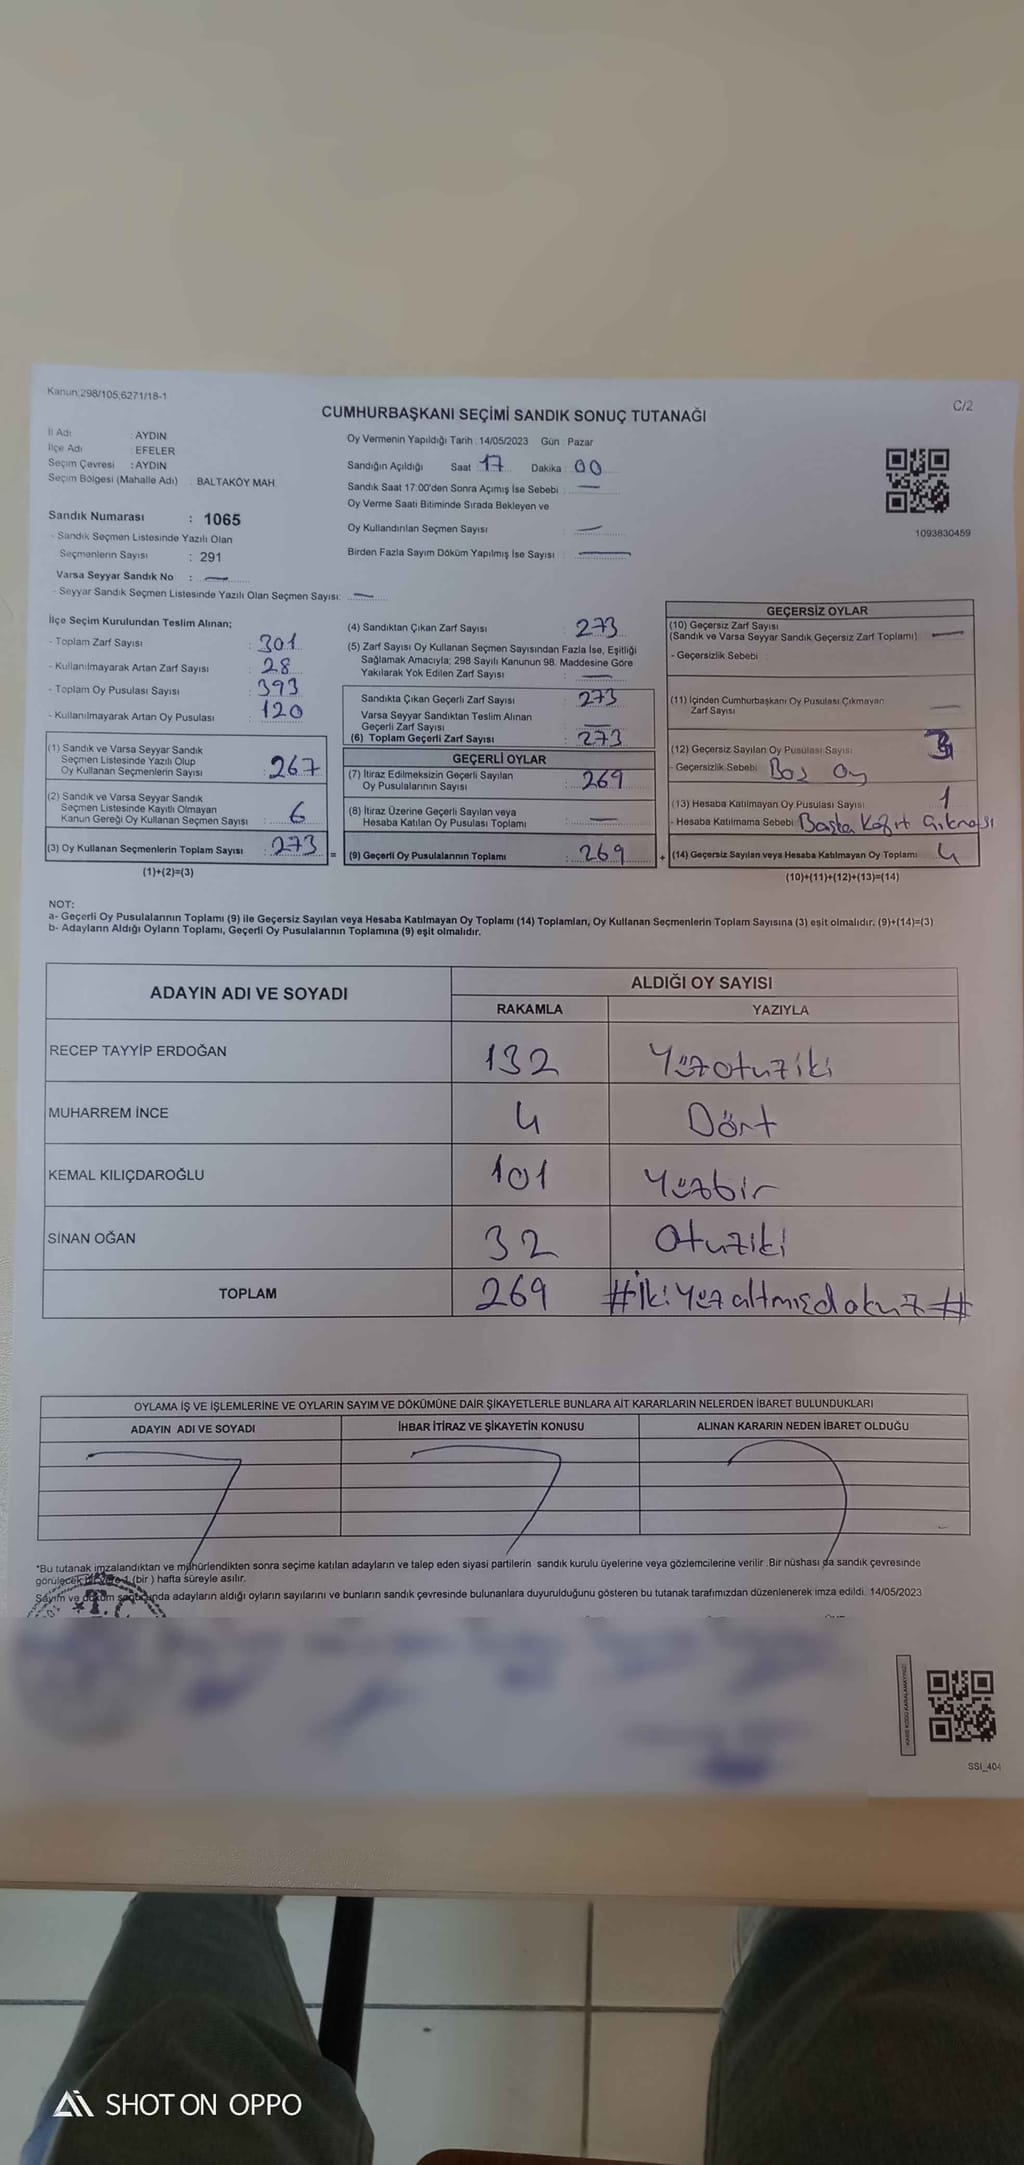 Kanun:298/105,6271/18-1
C/2
CUMHURBAŞKANI SEÇİMİ SANDIK SONUÇ TUTANAĞI
İl Adı : AYDIN
İlçe Adı : EFELER
Seçim Çevresi : AYDIN
Seçim Bölgesi (Mahalle Adı) : BALTAKÖY MAH.
Sandık Numarası : 1065
- Sandık Seçmen Listesinde Yazılı Olan
Seçmenlerin Sayısı : 291
Varsa Seyyar Sandık No : —
- Seyyar Sandık Seçmen Listesinde Yazılı Olan Seçmen Sayısı: —
Oy Vermenin Yapıldığı Tarih : 14/05/2023 Gün : Pazar
Sandığın Açıldığı Saat : 17 Dakika : 00
Sandık Saat 17:00'den Sonra Açımış İse Sebebi : —
Oy Verme Saati Bitiminde Sırada Bekleyen ve
Oy Kullandırılan Seçmen Sayısı : —
Birden Fazla Sayım Döküm Yapılmış İse Sayısı : —
1093830459
İlçe Seçim Kurulundan Teslim Alınan;
- Toplam Zarf Sayısı : 301
- Kullanılmayarak Artan Zarf Sayısı : 28
- Toplam Oy Pusulası Sayısı : 393
- Kullanılmayarak Artan Oy Pusulası : 120
(1) Sandık ve Varsa Seyyar Sandık
Seçmen Listesinde Yazılı Olup
Oy Kullanan Seçmenlerin Sayısı : 267
(2) Sandık ve Varsa Seyyar Sandık
Seçmen Listesinde Kayıtlı Olmayan
Kanun Gereği Oy Kullanan Seçmen Sayısı : 6
(3) Oy Kullanan Seçmenlerin Toplam Sayısı : 273
(1)+(2)=(3)
(4) Sandıktan Çıkan Zarf Sayısı : 273
(5) Zarf Sayısı Oy Kullanan Seçmen Sayısından Fazla İse, Eşitliği
Sağlamak Amacıyla; 298 Sayılı Kanunun 98. Maddesine Göre
Yakılarak Yok Edilen Zarf Sayısı : —
Sandıkta Çıkan Geçerli Zarf Sayısı : 273
Varsa Seyyar Sandıktan Teslim Alınan
Geçerli Zarf Sayısı : —
(6) Toplam Geçerli Zarf Sayısı : 273
GEÇERLİ OYLAR
(7) İtiraz Edilmeksizin Geçerli Sayılan
Oy Pusulalarının Sayısı : 269
(8) İtiraz Üzerine Geçerli Sayılan veya
Hesaba Katılan Oy Pusulası Toplamı : —
= (9) Geçerli Oy Pusulalarının Toplamı : 269
GEÇERSİZ OYLAR
(10) Geçersiz Zarf Sayısı
(Sandık ve Varsa Seyyar Sandık Geçersiz Zarf Toplamı) —
- Geçersizlik Sebebi :
(11) İçinden Cumhurbaşkanı Oy Pusulası Çıkmayan
Zarf Sayısı —
(12) Geçersiz Sayılan Oy Pusulası Sayısı 3
- Geçersizlik Sebebi : Boş Oy
(13) Hesaba Katılmayan Oy Pusulası Sayısı 1
- Hesaba Katılmama Sebebi : Başka Kağıt Çıkması
+ (14) Geçersiz Sayılan veya Hesaba Katılmayan Oy Toplamı 4
(10)+(11)+(12)+(13)=(14)
NOT:
a- Geçerli Oy Pusulalarının Toplamı (9) ile Geçersiz Sayılan veya Hesaba Katılmayan Oy Toplamı (14) Toplamları, Oy Kullanan Seçmenlerin Toplam Sayısına (3) eşit olmalıdır. (9)+(14)=(3)
b- Adayların Aldığı Oyların Toplamı, Geçerli Oy Pusulalarının Toplamına (9) eşit olmalıdır.
ADAYIN ADI VE SOYADI
ALDIĞI OY SAYISI
RAKAMLA YAZIYLA
RECEP TAYYİP ERDOĞAN 132 Yüzotuziki
MUHARREM İNCE 4 Dört
KEMAL KILIÇDAROĞLU 101 Yüzbir
SİNAN OĞAN 32 Otuziki
TOPLAM 269 #İkiyüzaltmışdokuz#
OYLAMA İŞ VE İŞLEMLERİNE VE OYLARIN SAYIM VE DÖKÜMÜNE DAİR ŞİKAYETLERLE BUNLARA AİT KARARLARIN NELERDEN İBARET BULUNDUKLARI
ADAYIN ADI VE SOYADI İHBAR İTİRAZ VE ŞİKAYETİN KONUSU ALINAN KARARIN NEDEN İBARET OLDUĞU
*Bu tutanak imzalandıktan ve mühürlendikten sonra seçime katılan adayların ve talep eden siyasi partilerin sandık kurulu üyelerine veya gözlemcilerine verilir .Bir nüshası da sandık çevresinde
görülecek bir yere 1 (bir ) hafta süreyle asılır.
Sayım ve döküm sonucunda adayların aldığı oyların sayılarını ve bunların sandık çevresinde bulunanlara duyurulduğunu gösteren bu tutanak tarafımızdan düzenlenerek imza edildi. 14/05/2023
SSI_404
SHOT ON OPPO